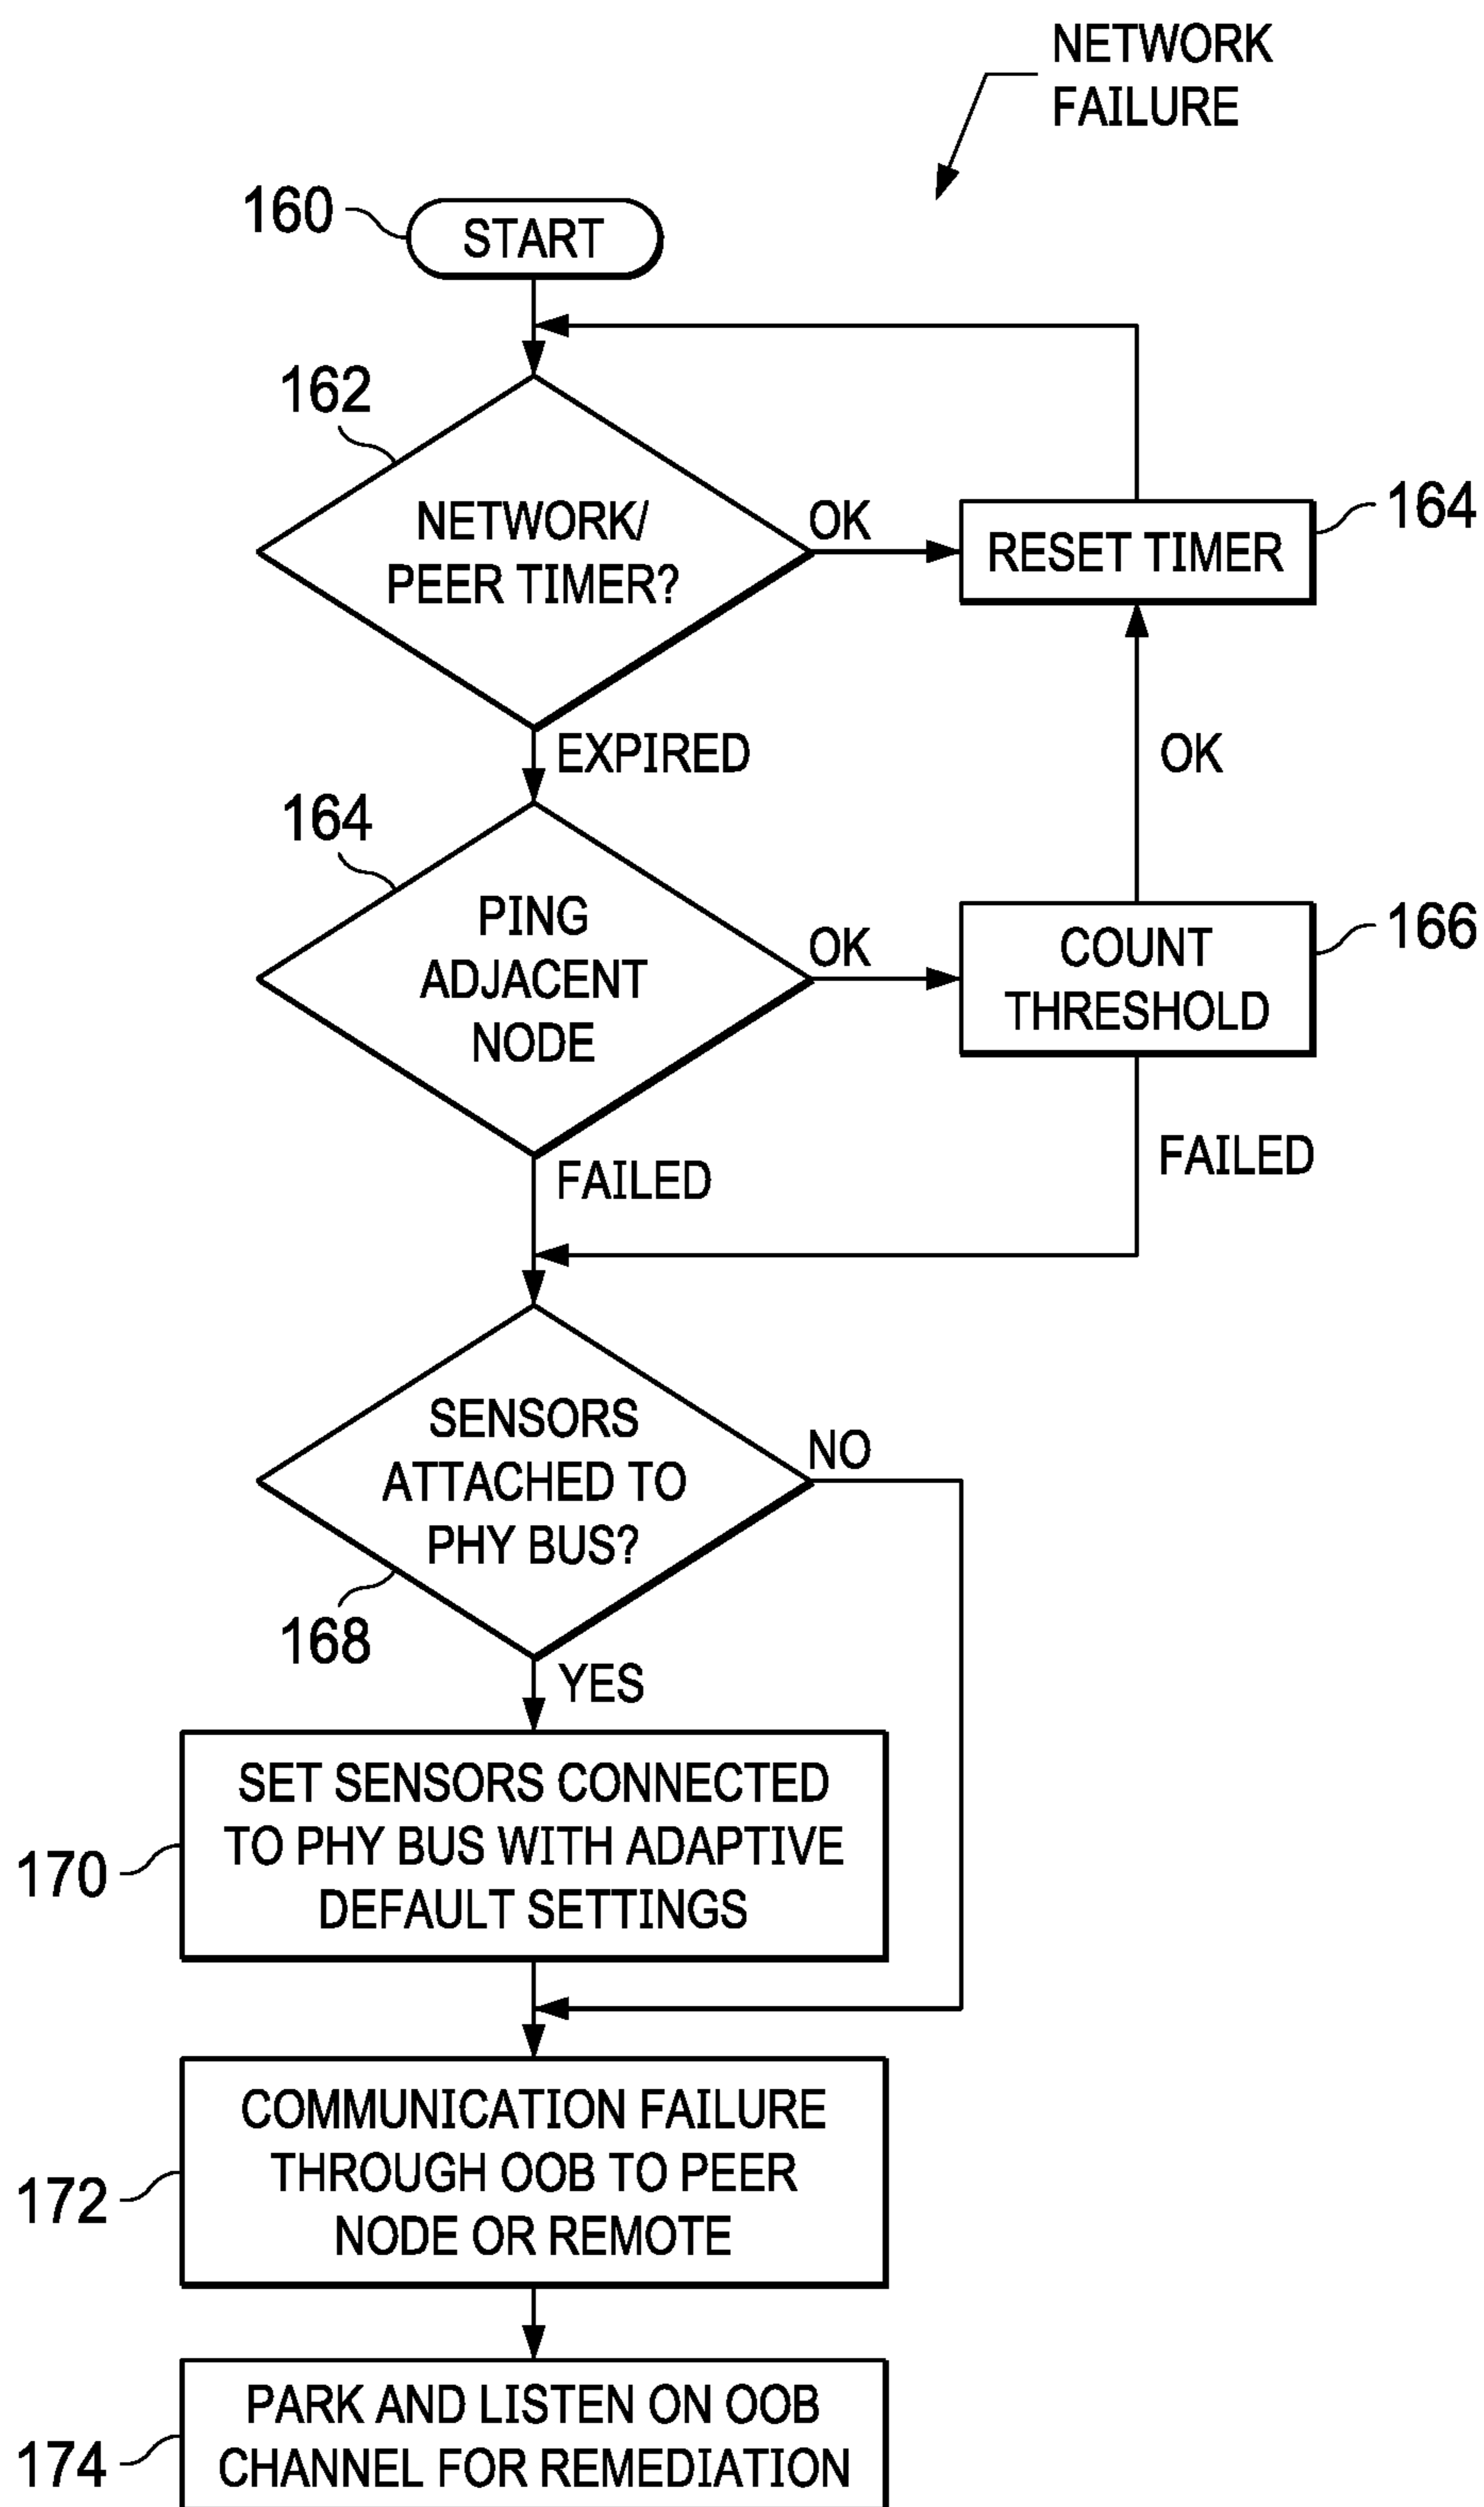 NETWORK
FAILURE
160
START
162
NETWORK/
PEER TIMER?
OK
RESET TIMER
164
EXPIRED
OK
164
PING
ADJACENT
NODE
OK
COUNT
THRESHOLD
166
FAILED
FAILED
SENSORS
ATTACHED TO
PHY BUS?
NO
168
YES
SET SENSORS CONNECTED
TO PHY BUS WITH ADAPTIVE
DEFAULT SETTINGS
170
COMMUNICATION FAILURE
THROUGH OOB TO PEER
NODE OR REMOTE
172
PARK AND LISTEN ON OOB
CHANNEL FOR REMEDIATION
174